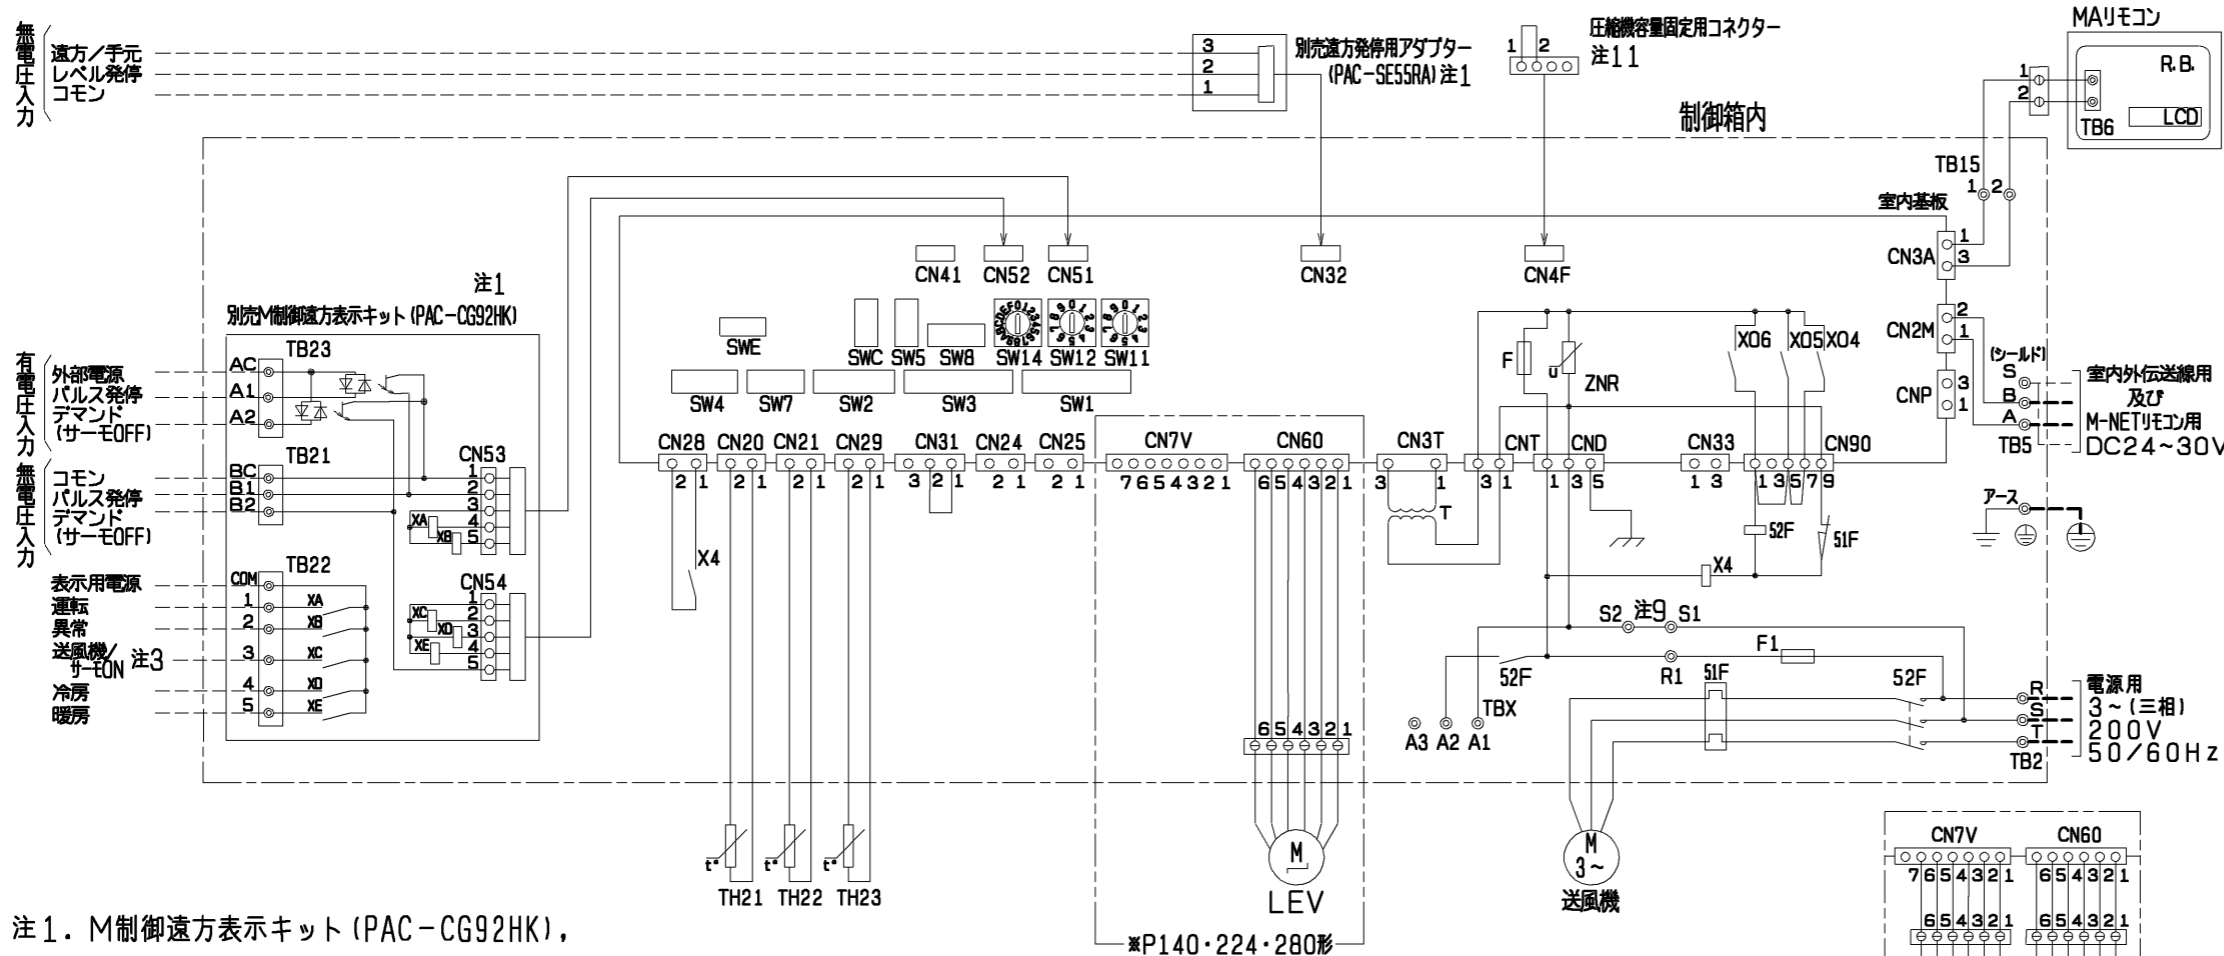 無電圧入力
遠方/手元
レベル発停
コモン
3
2
1
別売遠方発停用アダプター
(PAC-SE55RA)注1
1 2
圧縮機容量固定用コネクター
注11
MAリモコン
R.B.
LCD
1
2
TB6
制御箱内
TB15
1 2
室内基板
CN3A
1
3
CN41 CN52 CN51 CN32 CN4F
注1
別売M制御遠方表示キット(PAC-CG92HK)
有電圧入力
外部電源
パルス発停
デマンド
(サーモOFF)
AC
A1
A2
TB23
無電圧入力
コモン
パルス発停
デマンド
(サーモOFF)
BC
B1
B2
TB21
CN53
1
2
3
4
5
XA
XB
表示用電源
運転
異常
送風機/
サーモON 注3
冷房
暖房
COM
1
2
3
4
5
TB22
XA
XB
XC
XD
XE
CN54
1
2
3
4
5
XC
XD
XE
SWE SWC SW5 SW8 SW14 SW12 SW11
SW4 SW7 SW2 SW3 SW1
F
u
ZNR
X06 X05 X04
CN2M
2
1
CNP
3
1
(シールド)
S
B
A
TB5
室内外伝送線用
及び
M-NETリモコン用
DC24~30V
アース
CN28 CN20 CN21 CN29 CN31 CN24 CN25 CN7V CN60 CN3T CNT CND CN33 CN90
2 1
2 1
2 1
2 1
3 2 1
2 1
2 1
7 6 5 4 3 2 1
6 5 4 3 2 1
3 1
3 1
1 3 5
1 3
1 3 5 7 9
X4
T
52F
51F
X4
S2 注9 S1
F1
52F
R1
51F
52F
TBX
A3 A2 A1
R
S
T
TB2
電源用
3~(三相)
200V
50/60Hz
6 5 4 3 2 1
t°
t°
t°
TH21 TH22 TH23
M
LEV
M
3~
送風機
※P140・224・280形
CN7V CN60
7 6 5 4 3 2 1
6 5 4 3 2 1
6 5 4 3 2 1
6 5 4 3 2 1
注1. M制御遠方表示キット(PAC-CG92HK),